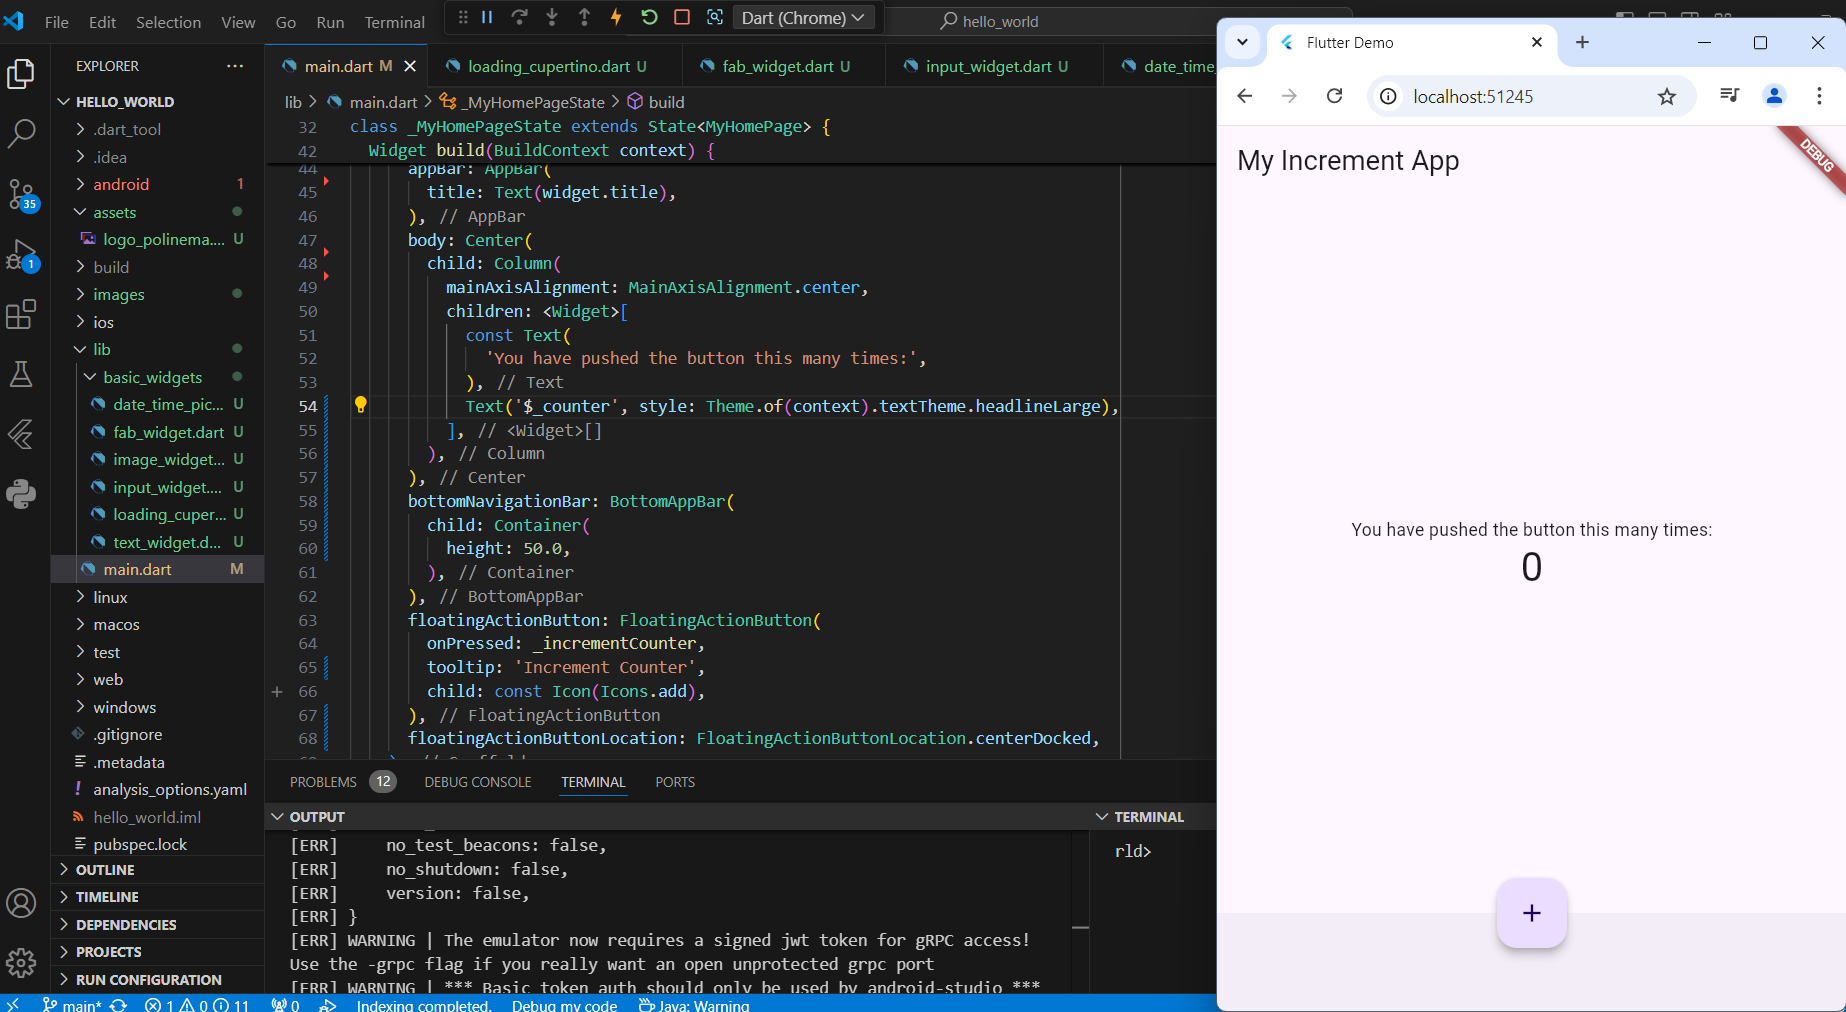 File Edit Selection View Go Run Terminal
Dart (Chrome)
hello_world
EXPLORER
HELLO_WORLD
.dart_tool
.idea
android 1
assets
logo_polinema.... U
build
images
ios
lib
basic_widgets
date_time_pic... U
fab_widget.dart U
image_widget... U
input_widget.... U
loading_cuper... U
text_widget.d... U
main.dart M
linux
macos
test
web
windows
.gitignore
.metadata
analysis_options.yaml
hello_world.iml
pubspec.lock
OUTLINE
TIMELINE
DEPENDENCIES
PROJECTS
RUN CONFIGURATION
35
1
main.dart M
loading_cupertino.dart U
fab_widget.dart U
input_widget.dart U
date_time_
lib > main.dart > _MyHomePageState > build
32 class _MyHomePageState extends State<MyHomePage> {
42 Widget build(BuildContext context) {
44 appBar: AppBar(
45 title: Text(widget.title),
46 ), // AppBar
47 body: Center(
48 child: Column(
49 mainAxisAlignment: MainAxisAlignment.center,
50 children: <Widget>[
51 const Text(
52 'You have pushed the button this many times:',
53 ), // Text
54 Text('$_counter', style: Theme.of(context).textTheme.headlineLarge),
55 ], // <Widget>[]
56 ), // Column
57 ), // Center
58 bottomNavigationBar: BottomAppBar(
59 child: Container(
60 height: 50.0,
61 ), // Container
62 ), // BottomAppBar
63 floatingActionButton: FloatingActionButton(
64 onPressed: _incrementCounter,
65 tooltip: 'Increment Counter',
66 child: const Icon(Icons.add),
67 ), // FloatingActionButton
68 floatingActionButtonLocation: FloatingActionButtonLocation.centerDocked,
PROBLEMS 12 DEBUG CONSOLE TERMINAL PORTS
OUTPUT
[ERR] no_test_beacons: false,
[ERR] no_shutdown: false,
[ERR] version: false,
[ERR] }
[ERR] WARNING | The emulator now requires a signed jwt token for gRPC access!
Use the -grpc flag if you really want an open unprotected grpc port
[ERR] WARNING | *** Basic token auth should only be used by android-studio ***
TERMINAL
rld>
main* 1 0 11 0 Indexing completed. Debug my code Java: Warning
Flutter Demo
localhost:51245
My Increment App
DEBUG
You have pushed the button this many times:
0
+